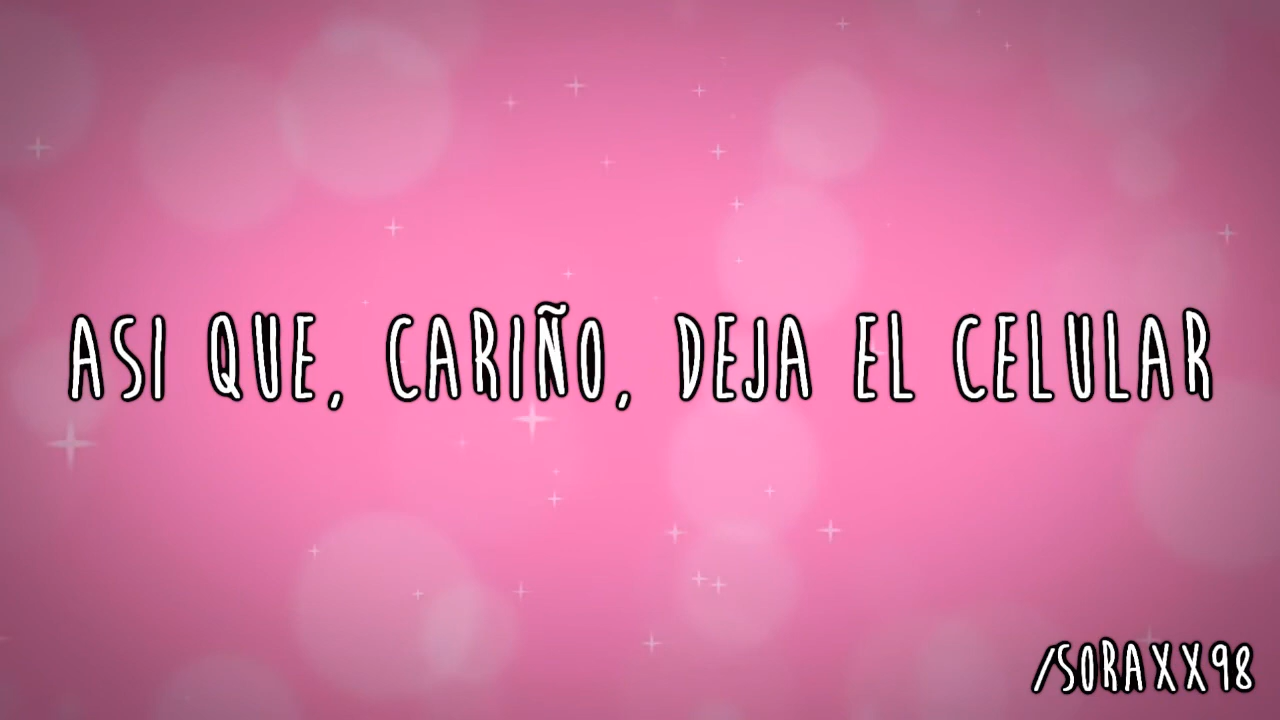 ASI QUE, CARIÑO, DEJA EL CELULAR
/SORAXX98